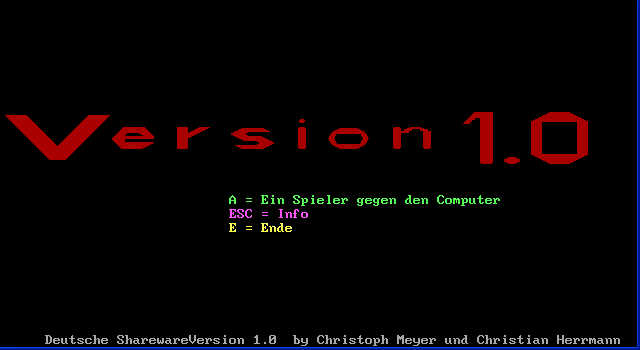 Version 1.0
A = Ein Spieler gegen den Computer
ESC = Info
E = Ende
Deutsche SharewareVersion 1.0  by Christoph Meyer und Christian Herrmann